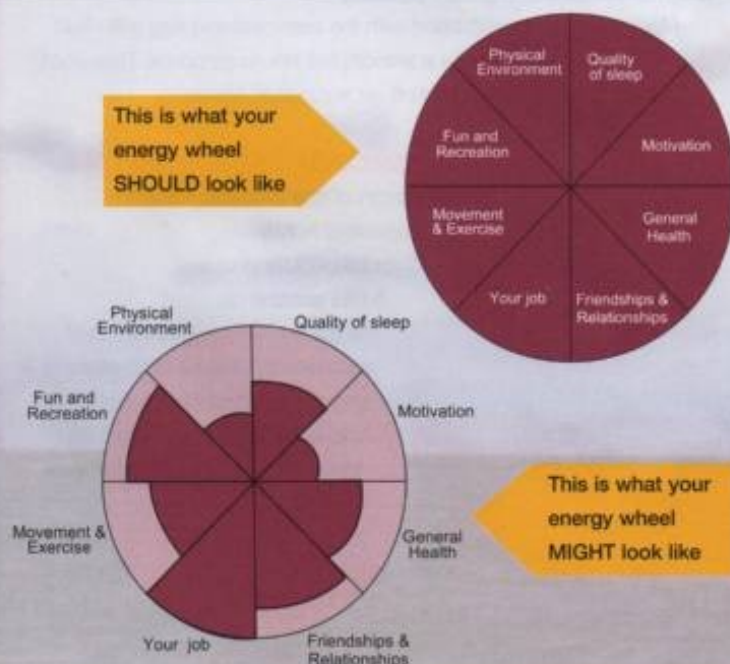 This is what your
energy wheel
SHOULD look like
Physical
Environment
Quality
of sleep
Fun and
Recreation
Motivation
Movement
& Exercise
General
Health
Your job
Friendships &
Relationships
Physical
Environment
Quality of sleep
Fun and
Recreation
Motivation
Movement &
Exercise
General
Health
Your job
Friendships &
Relationships
This is what your
energy wheel
MIGHT look like